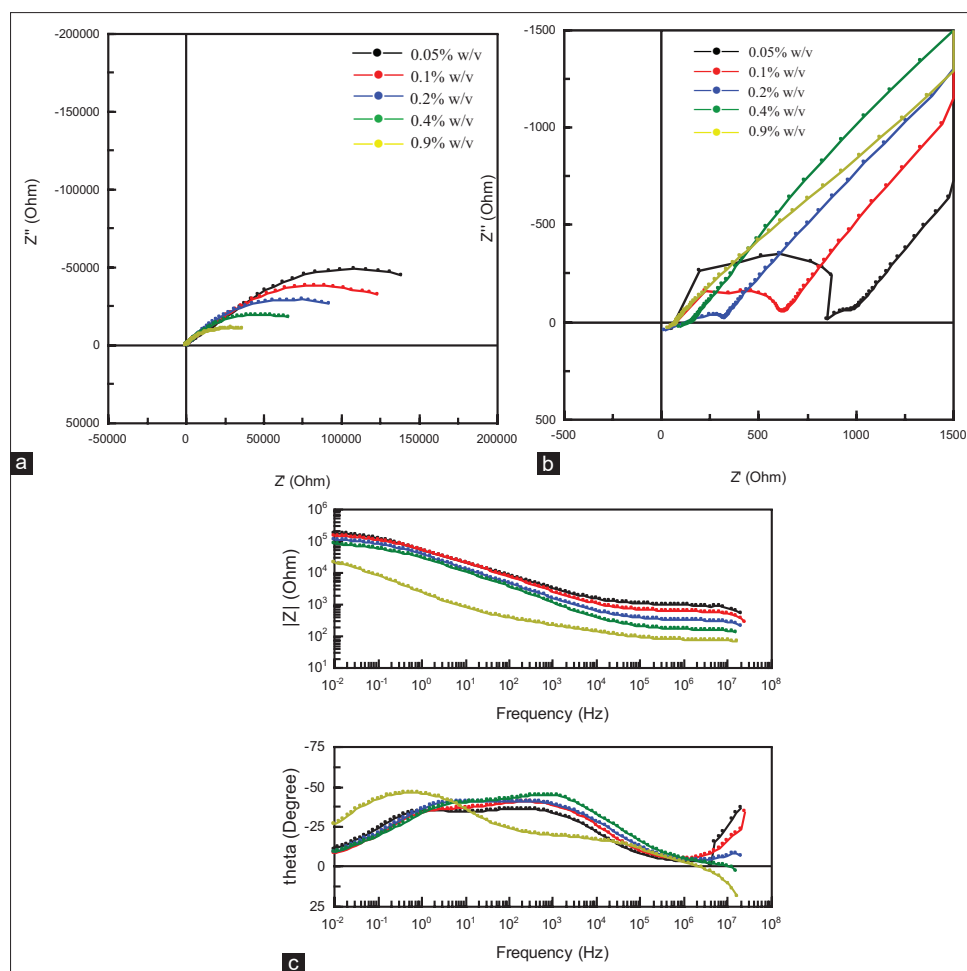 -200000
-150000
-100000
-50000
0
50000
Z'' (Ohm)
0.05% w/v
0.1% w/v
0.2% w/v
0.4% w/v
0.9% w/v
-50000 0 50000 100000 150000 200000
Z' (Ohm)
a
-1500
-1000
-500
0
500
Z'' (Ohm)
0.05% w/v
0.1% w/v
0.2% w/v
0.4% w/v
0.9% w/v
-500 0 500 1000 1500
Z' (Ohm)
b
10^6
10^5
10^4
10^3
10^2
10^1
|Z| (Ohm)
10^-2 10^-1 10^0 10^1 10^2 10^3 10^4 10^5 10^6 10^7 10^8
Frequency (Hz)
-75
-50
-25
0
25
theta (Degree)
10^-2 10^-1 10^0 10^1 10^2 10^3 10^4 10^5 10^6 10^7 10^8
Frequency (Hz)
c